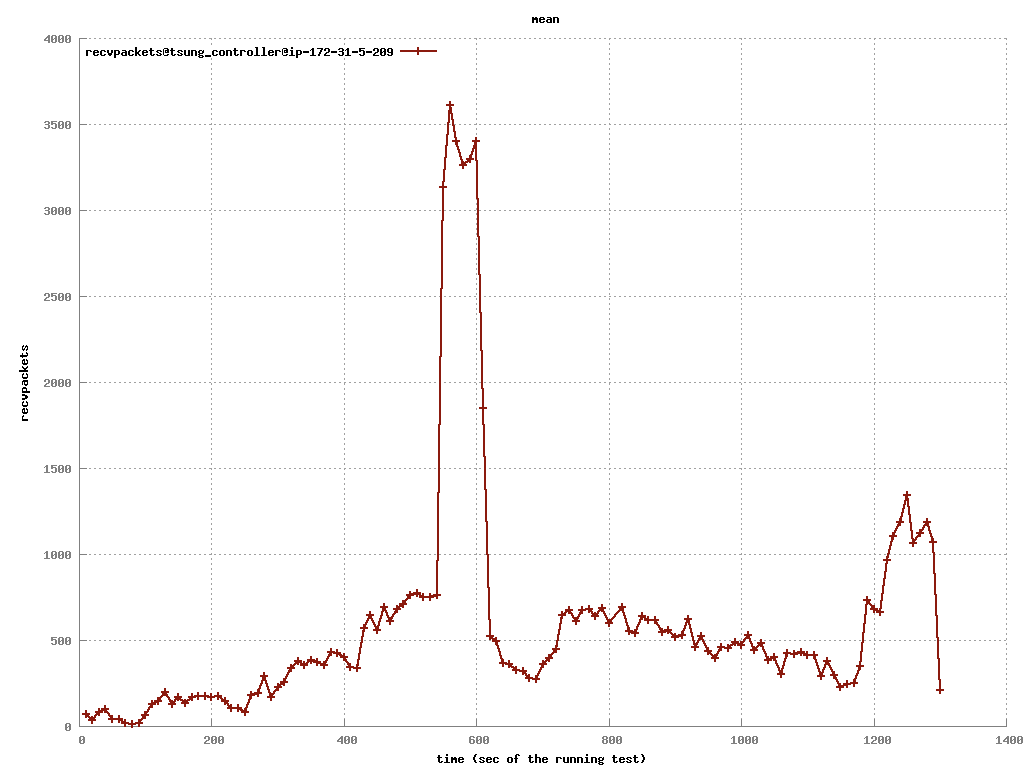 mean
recvpackets@tsung_controller@ip-172-31-5-209
4000
3500
3000
2500
2000
1500
1000
500
0
recvpackets
0 200 400 600 800 1000 1200 1400
time (sec of the running test)